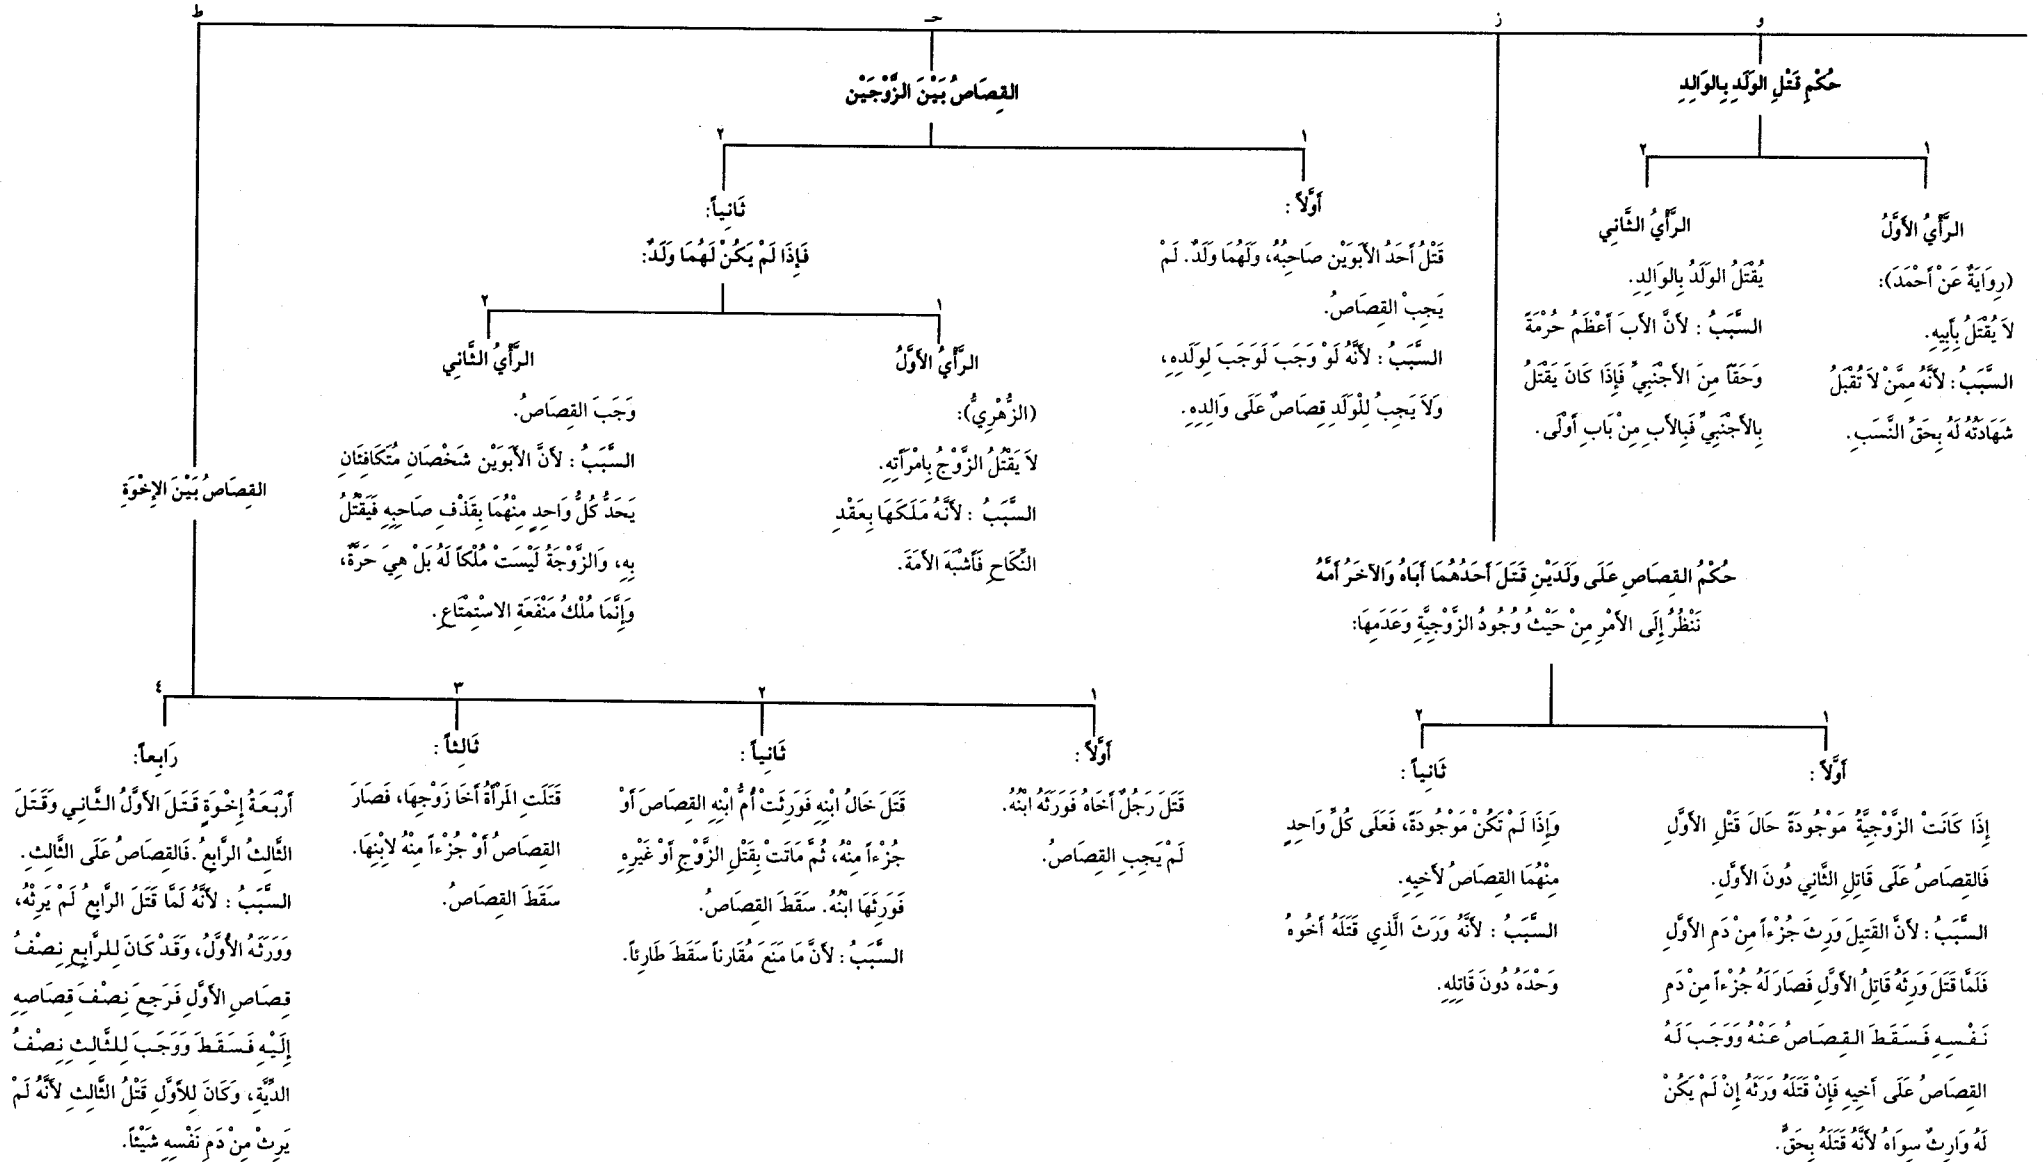 و
حُكْمِ قَتْلِ الوَلَدِ بِالوَالِدِ
١
الرَّأْيُ الأَوَّلُ
(رِوَايَةٌ عَنْ أَحْمَدَ):
لاَ يُقْتَلُ بِأَبِيهِ.
السَّبَبُ: لأَنَّهُ مِمَّنْ لاَ تُقْبَلُ
شَهَادَتُهُ لَهُ بِحَقِّ النَّسَبِ.
٢
الرَّأْيُ الثَّانِي
يُقْتَلُ الوَلَدُ بِالوَالِدِ.
السَّبَبُ : لأَنَّ الأَبَ أَعْظَمُ حُرْمَةً
وَحَقّاً مِنَ الأَجْنَبِيِّ فَإِذَا كَانَ يَقْتَلُ
بِالأَجْنَبِيِّ فَبِالأَبِ مِنْ بَابِ أَوْلَى.
ز
حُكْمُ القِصَاصِ عَلَى وَلَدَيْنِ قَتَلَ أَحَدُهُمَا أَبَاهُ وَالآخَرُ أُمَّهُ
نَنْظُرُ إِلَى الأَمْرِ مِنْ حَيْثُ وُجُودُ الزَّوْجِيَّةِ وَعَدَمِهَا:
١
أَوَّلاً :
إِذَا كَانَتْ الزَّوْجِيَّةُ مَوْجُودَةً حَالَ قَتْلِ الأَوَّلِ
فَالقِصَاصُ عَلَى قَاتِلِ الثَّانِي دُونَ الأَوَّلِ.
السَّبَبُ : لأَنَّ القَتِيلَ وَرِثَ جُزْءاً مِنْ دَمِ الأَوَّلِ
فَلَمَّا قَتَلَ وَرِثَهُ قَاتِلُ الأَوَّلِ فَصَارَ لَهُ جُزْءاً مِنْ دَمِ
نَفْسِهِ فَسَقَطَ القِصَاصُ عَنْهُ وَوَجَبَ لَهُ
القِصَاصُ عَلَى أَخِيهِ فَإِنْ قَتَلَهُ وَرَثَهُ إِنْ لَمْ يَكُنْ
لَهُ وَارِثٌ سِوَاهُ لأَنَّهُ قَتَلَهُ بِحَقٍّ.
٢
ثَانِياً :
وَإِذَا لَمْ تَكُنْ مَوْجُودَةً، فَعَلَى كُلِّ وَاحِدٍ
مِنْهُمَا القِصَاصُ لأَخِيهِ.
السَّبَبُ : لأَنَّهُ وَرَثَ الَّذِي قَتَلَهُ أَخُوهُ
وَحْدَهُ دُونَ قَاتِلِهِ.
حـ
القِصَاصُ بَيْنَ الزَّوْجَيْنِ
١
أَوَّلاً :
قَتْلُ أَحَدُ الأَبَوَيْنِ صَاحِبُهُ، وَلَهُمَا وَلَدٌ. لَمْ
يَجِبْ القِصَاصُ.
السَّبَبُ : لأَنَّهُ لَوْ وَجَبَ لَوَجَبَ لِوَلَدِهِ،
وَلاَ يَجِبُ لِلْوَلَدِ قِصَاصٌ عَلَى وَالِدِهِ.
٢
ثَانِياً:
فَإِذَا لَمْ يَكُنْ لَهُمَا وَلَدٌ:
١
الرَّأْيُ الأَوَّلُ
(الزُّهْرِيُّ):
لاَ يَقْتُلُ الزَّوْجُ بِامْرَأَتِهِ.
السَّبَبُ : لأَنَّهُ مَلَكَهَا بِعَقْدِ
النِّكَاحِ فَأَشْبَهَ الأَمَةَ.
٢
الرَّأْيُ الثَّانِي
وَجَبَ القِصَاصُ.
السَّبَبُ : لأَنَّ الأَبَوَيْنِ شَخْصَانِ مُتَكَافِئَانِ
يَحَدُّ كُلُّ وَاحِدٍ مِنْهُمَا بِقَذْفِ صَاحِبِهِ فَيَقْتُلُ
بِهِ، وَالزَّوْجَةُ لَيْسَتْ مُلْكاً لَهُ بَلْ هِيَ حَرَّةٌ،
وَإِنَّمَا مُلْكُ مَنْفَعَةِ الاسْتِمْتَاعِ.
ط
القِصَاصُ بَيْنَ الإِخْوَةِ
١
أَوَّلاً :
قَتَلَ رَجُلٌ أَخَاهُ فَوَرَثَهُ ابْنُهُ.
لَمْ يَجِبِ القِصَاصُ.
٢
ثَانِياً :
قَتَلَ خَالُ ابْنِهِ فَوَرِثَتْ أُمُّ ابْنِهِ القِصَاصَ أَوْ
جُزْءاً مِنْهُ، ثُمَّ مَاتَتْ بِقَتْلِ الزَّوْجِ أَوْ غَيْرِهِ
فَوَرِثَهَا ابْنُهُ. سَقَطَ القِصَاصُ.
السَّبَبُ : لأَنَّ مَا مَنَعَ مُقَارِناً سَقَطَ طَارِئاً.
٣
ثَالِثاً :
قَتَلَتِ المَرْأَةُ أَخَا زَوْجِهَا، فَصَارَ
القِصَاصُ أَوْ جُزْءاً مِنْهُ لاِبْنِهَا.
سَقَطَ القِصَاصُ.
٤
رَابِعاً:
أَرْبَعَةُ إِخْوَةٍ قَتَلَ الأَوَّلُ الثَّانِي وَقَتَلَ
الثَّالِثُ الرَّابِعُ. فَالقِصَاصُ عَلَى الثَّالِثِ.
السَّبَبُ : لأَنَّهُ لَمَّا قَتَلَ الرَّابِعُ لَمْ يَرِثْهُ،
وَوَرَثَهُ الأَوَّلُ، وَقَدْ كَانَ لِلرَّابِعِ نِصْفُ
قِصَاصِ الأَوَّلِ فَرَجِعَ نِصْفَ قِصَاصِهِ
إِلَيْهِ فَسَقَطَ وَوَجَبَ لِلثَّالِثِ نِصْفُ
الدِّيَّةِ، وَكَانَ لِلأَوَّلِ قَتْلُ الثَّالِثِ لأَنَّهُ لَمْ
يَرِثْ مِنْ دَمِ نَفْسِهِ شَيْئاً.